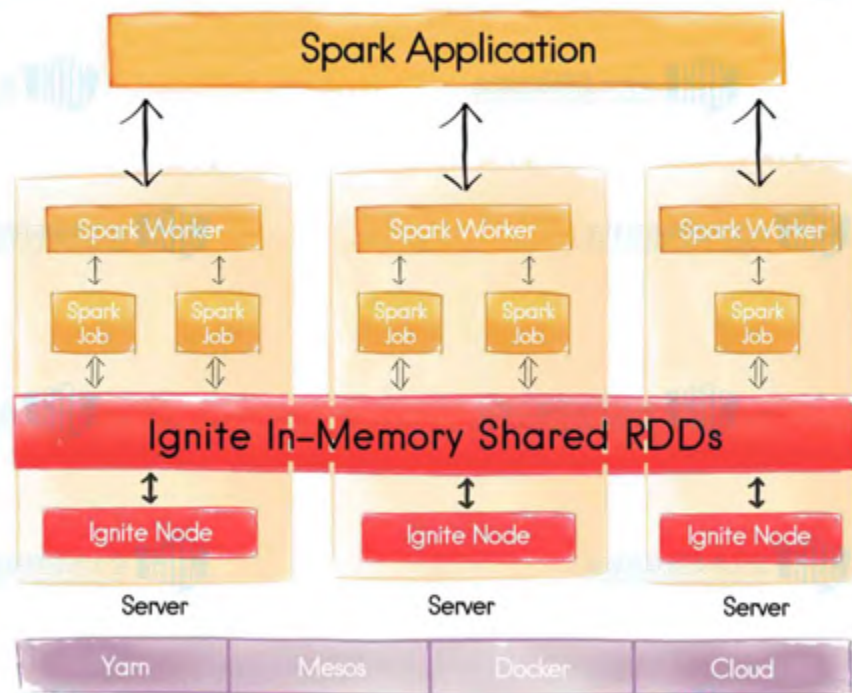 Spark Application
Spark Worker Spark Worker Spark Worker
Spark Spark Spark Spark Spark
Job Job Job Job Job
Ignite In-Memory Shared RDDs
Ignite Node Ignite Node Ignite Node
Server Server Server
Yarn Mesos Docker Cloud